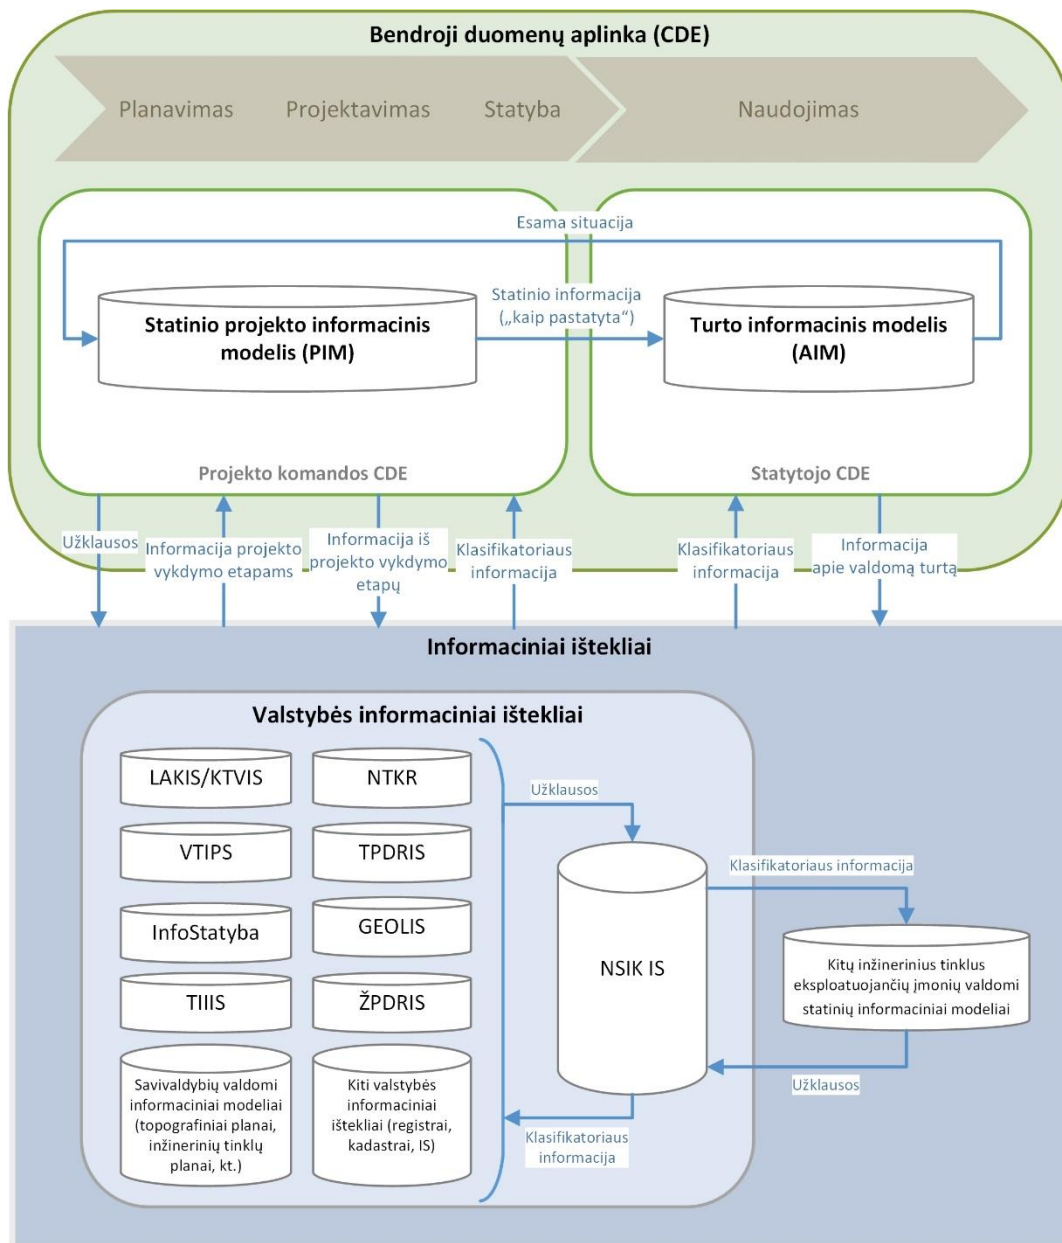 Bendroji duomenų aplinka (CDE)
Planavimas
Projektavimas
Statyba
Naudojimas
Esama situacija
Statinio projekto informacinis
modelis (PIM)
Statinio informacija
(„kaip pastatyta“)
Turto informacinis modelis
(AIM)
Projekto komandos CDE
Statytojo CDE
Užklausos
Informacija projekto
vykdymo etapams
Informacija iš
projekto vykdymo
etapų
Klasifikatoriaus
informacija
Klasifikatoriaus
informacija
Informacija
apie valdomą turtą
Informaciniai ištekliai
Valstybės informaciniai ištekliai
LAKIS/KTVIS
NTKR
VTIPS
TPDRIS
InfoStatyba
GEOLIS
TIIIS
ŽPDRIS
Savivaldybių valdomi
informaciniai modeliai
(topografiniai planai,
inžinerinių tinklų
planai, kt.)
Kiti valstybės
informaciniai
ištekliai (registrai,
kadastrai, IS)
Užklausos
NSIK IS
Klasifikatoriaus
informacija
Klasifikatoriaus informacija
Kitų inžinerinius tinklus
eksploatuojančių įmonių valdomi
statinių informaciniai modeliai
Užklausos